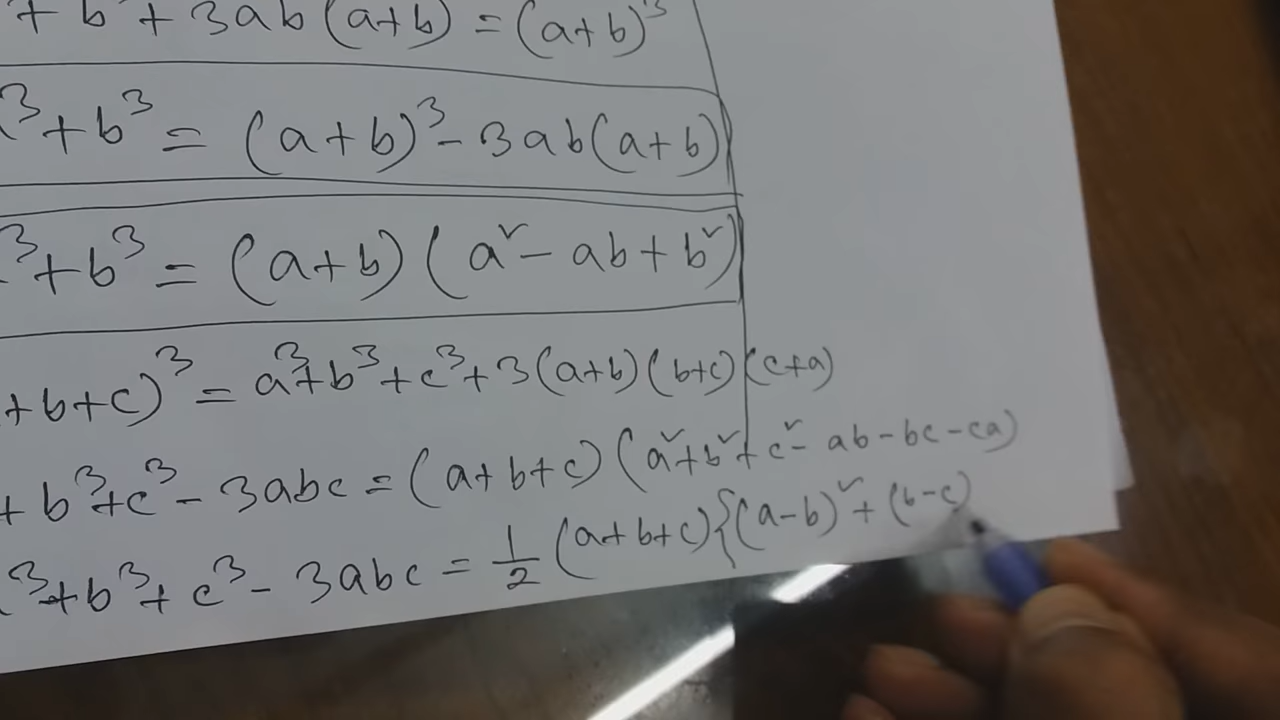 + b + 3ab(a+b) = (a+b)³
³+b³ = (a+b)³ - 3ab(a+b)
³+b³ = (a+b)(a² - ab + b²)
+b+c)³ = a³+b³+c³+3(a+b)(b+c)(c+a)
+ b³+c³ - 3abc = (a+b+c)(a²+b²+c² - ab - bc - ca)
³+b³+c³ - 3abc = 1/2 (a+b+c){(a-b)² + (b-c)